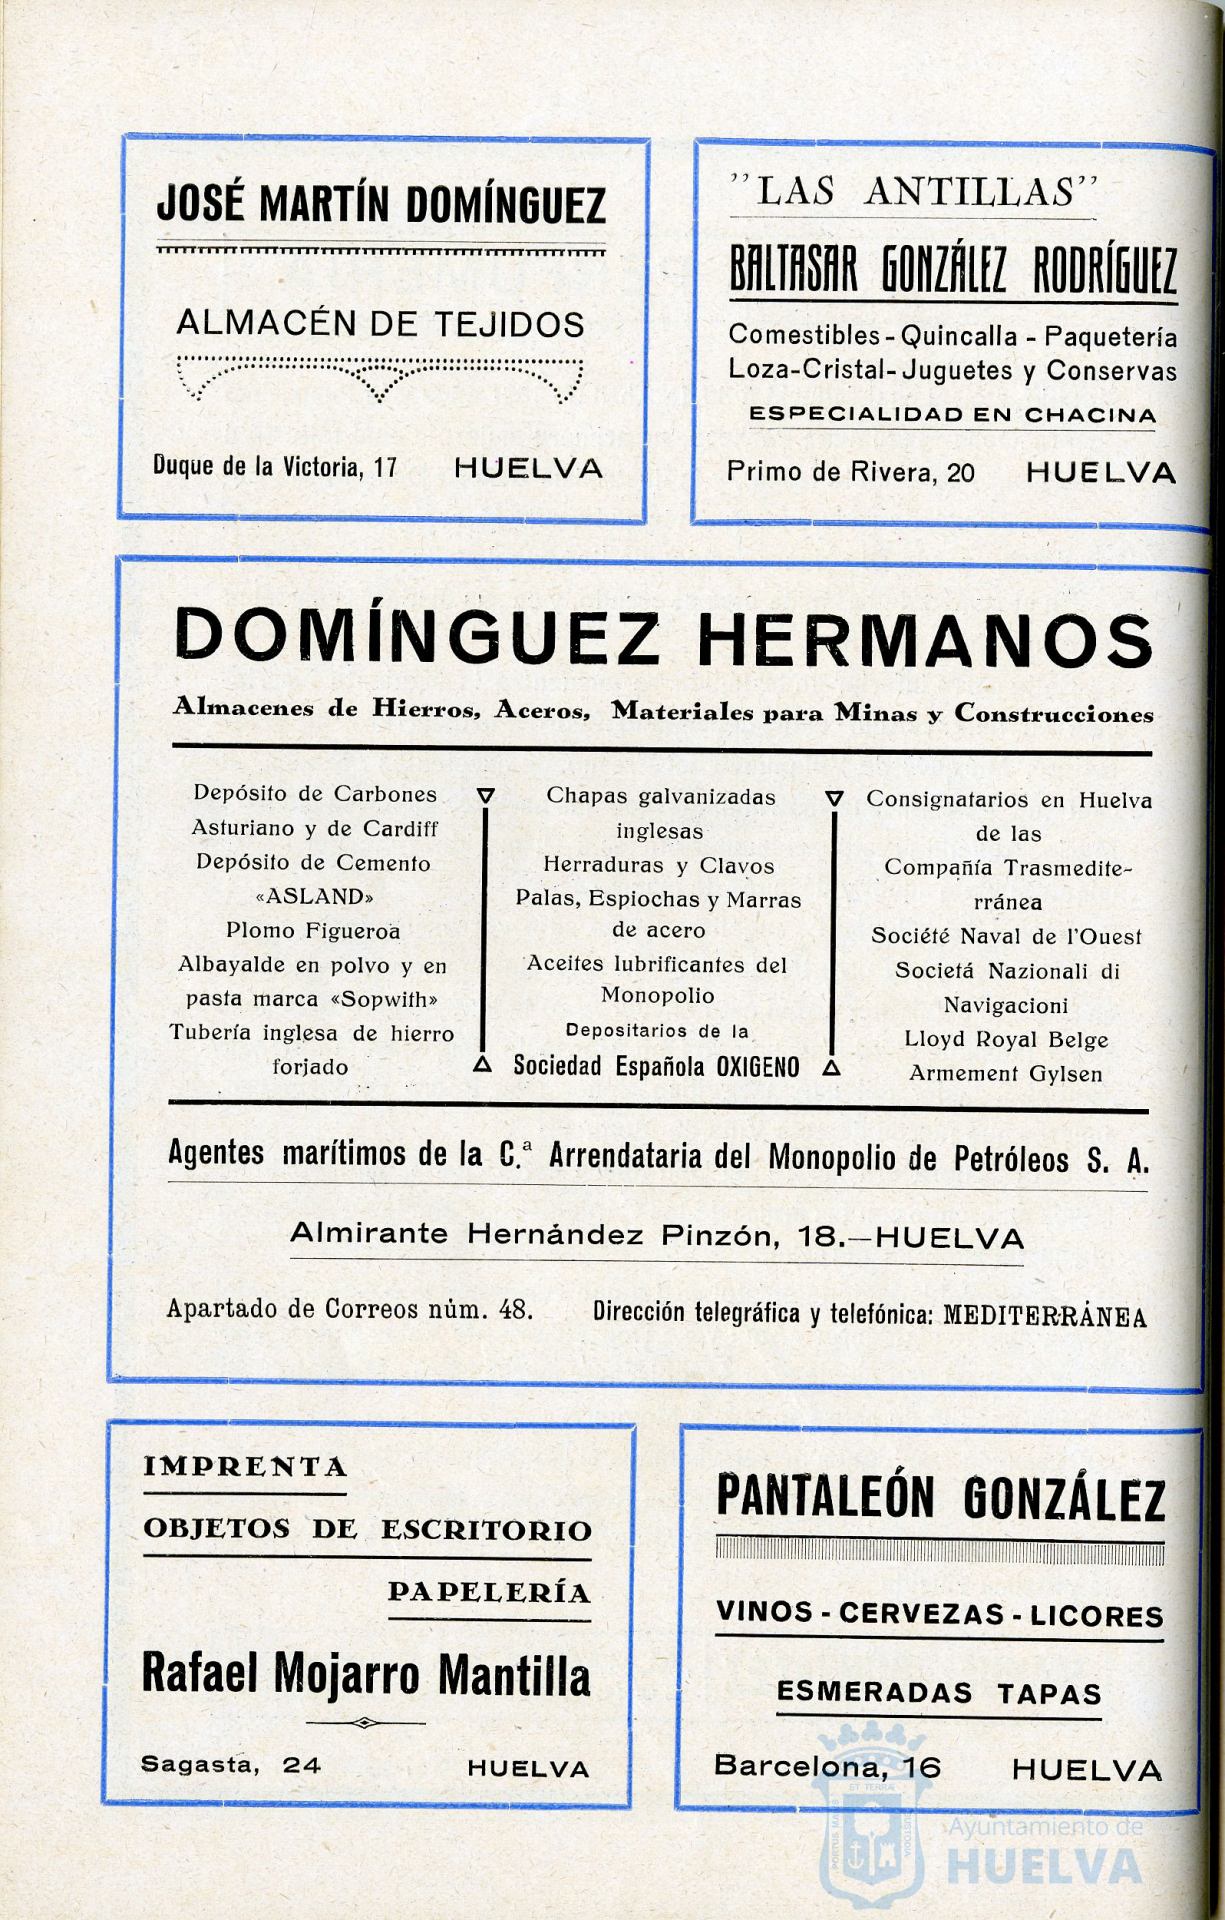 JOSÉ MARTÍN DOMÍNGUEZ
ALMACÉN DE TEJIDOS
Duque de la Victoria, 17 HUELVA
”LAS ANTILLAS”
BALTASAR GONZÁLEZ RODRÍGUEZ
Comestibles - Quincalla - Paquetería
Loza-Cristal-Juguetes y Conservas
ESPECIALIDAD EN CHACINA
Primo de Rivera, 20 HUELVA
DOMÍNGUEZ HERMANOS
Almacenes de Hierros, Aceros, Materiales para Minas y Construcciones
Depósito de Carbones
Asturiano y de Cardiff
Depósito de Cemento
«ASLAND»
Plomo Figueroa
Albayalde en polvo y en
pasta marca «Sopwith»
Tubería inglesa de hierro
forjado
Chapas galvanizadas
inglesas
Herraduras y Clavos
Palas, Espiochas y Marras
de acero
Aceites lubrificantes del
Monopolio
Depositarios de la
Sociedad Española OXIGENO
Consignatarios en Huelva
de las
Compañía Trasmedite-
rránea
Société Naval de l'Ouest
Societá Nazionali di
Navigacioni
Lloyd Royal Belge
Armement Gylsen
Agentes marítimos de la C.ª Arrendataria del Monopolio de Petróleos S. A.
Almirante Hernández Pinzón, 18.—HUELVA
Apartado de Correos núm. 48. Dirección telegráfica y telefónica: MEDITERRÁNEA
IMPRENTA
OBJETOS DE ESCRITORIO
PAPELERÍA
Rafael Mojarro Mantilla
Sagasta, 24 HUELVA
PANTALEÓN GONZÁLEZ
VINOS - CERVEZAS - LICORES
ESMERADAS TAPAS
Barcelona, 16 HUELVA
PORTUS MARIS ET TERRÆ CUSTODIA
Ayuntamiento de
HUELVA